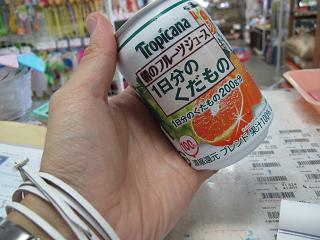 Tropicana
朝のフルーツジュース
1日分の
くだもの
1日分のくだもの200g分
100
濃縮還元 ブレンド果汁100%